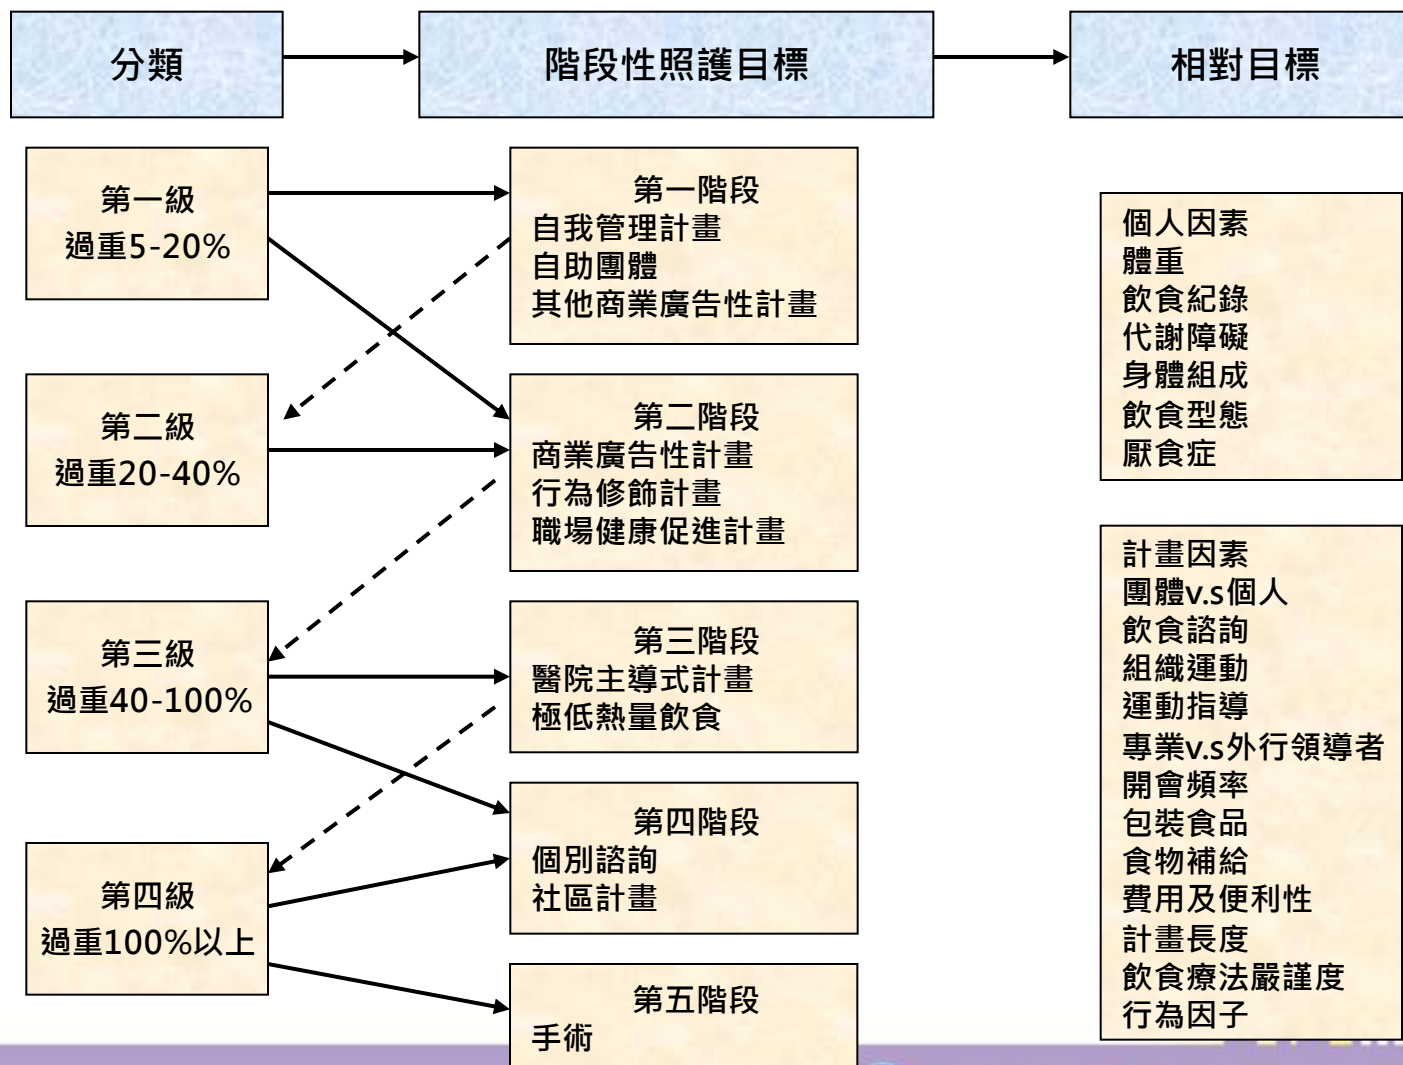 分類
階段性照護目標
相對目標
第一級
過重5-20%
第二級
過重20-40%
第三級
過重40-100%
第四級
過重100%以上
第一階段
自我管理計畫
自助團體
其他商業廣告性計畫
第二階段
商業廣告性計畫
行為修飾計畫
職場健康促進計畫
第三階段
醫院主導式計畫
極低熱量飲食
第四階段
個別諮詢
社區計畫
第五階段
手術
個人因素
體重
飲食紀錄
代謝障礙
身體組成
飲食型態
厭食症
計畫因素
團體v.s個人
飲食諮詢
組織運動
運動指導
專業v.s外行領導者
開會頻率
包裝食品
食物補給
費用及便利性
計畫長度
飲食療法嚴謹度
行為因子